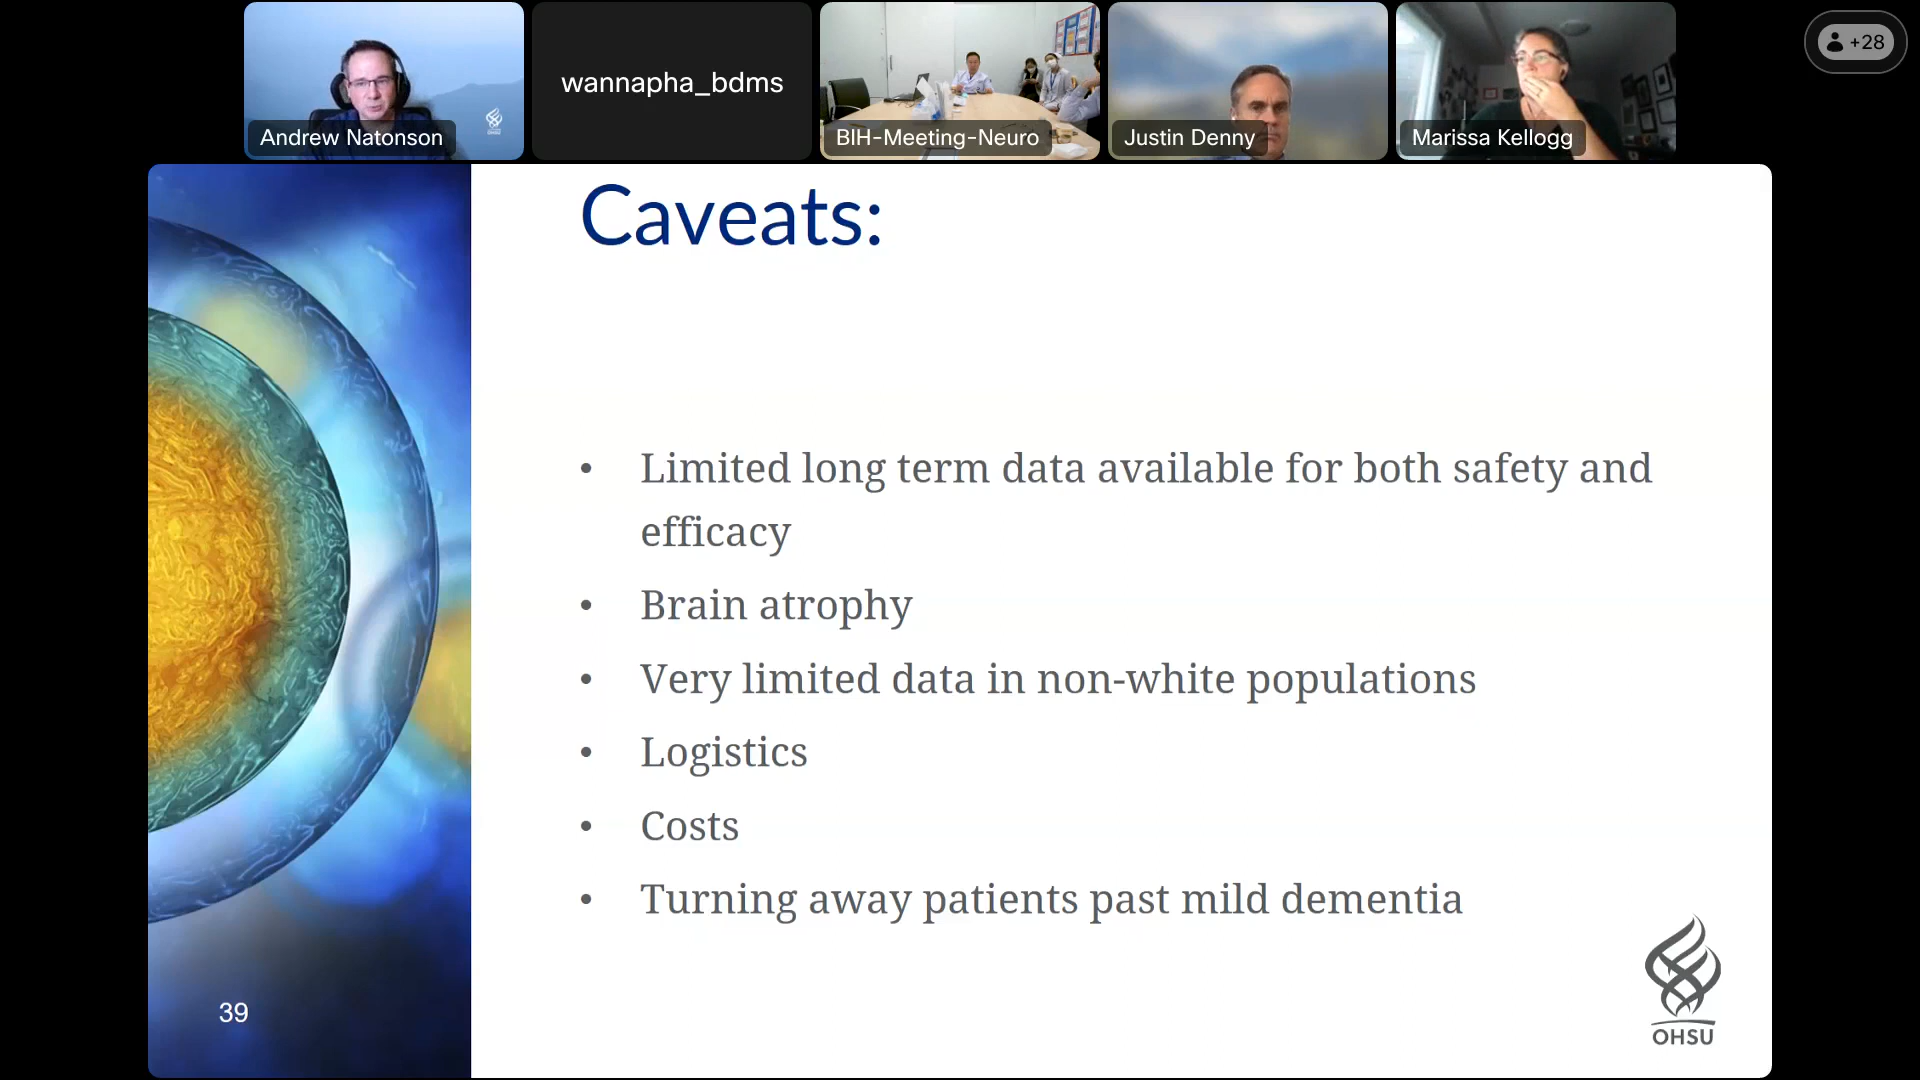 Andrew Natonson
wannapha_bdms
BIH-Meeting-Neuro
Justin Denny
Marissa Kellogg
+28
Caveats:
• Limited long term data available for both safety and
efficacy
• Brain atrophy
• Very limited data in non-white populations
• Logistics
• Costs
• Turning away patients past mild dementia
39
OHSU